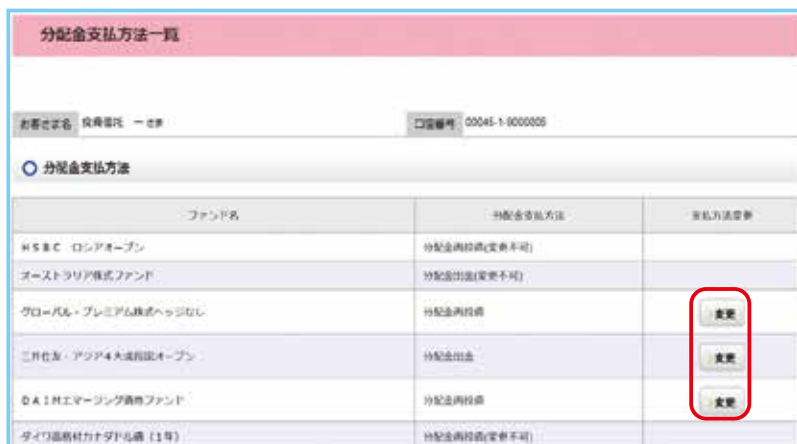 分配金支払方法一覧
お客さま名 投資信託 一さま 口座番号 00045-1-9000005
分配金支払方法
ファンド名 分配金支払方法 支払方法変更
HSBC ロシアオープン 分配金再投資(変更不可)
オーストラリア株式ファンド 分配金出金(変更不可)
グローバル・プレミアム株式ヘッジなし 分配金再投資 変更
三井住友・アジア4大成長国オープン 分配金出金 変更
DAIMエマージング債券ファンド 分配金再投資 変更
ダイワ高格付カナダドル債(1年) 分配金再投資(変更不可)